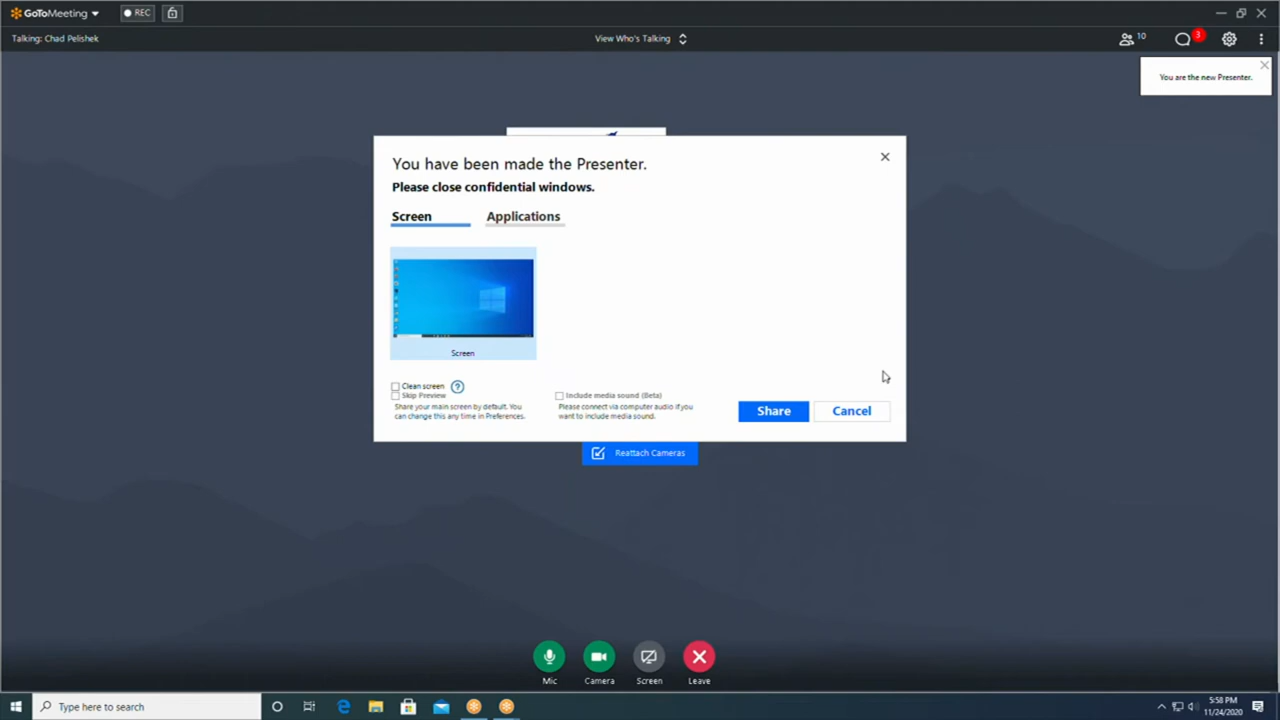 GoToMeeting
REC
Talking: Chad Pelishek
View Who's Talking
10
3
You are the new Presenter.
You have been made the Presenter.
Please close confidential windows.
Screen
Applications
Screen
Clean screen
?
Skip Preview
Share your main screen by default. You
can change this any time in Preferences.
Include media sound (Beta)
Please connect via computer audio if you
want to include media sound.
Share
Cancel
Reattach Cameras
Mic
Camera
Screen
Leave
Type here to search
5:58 PM
11/24/2020